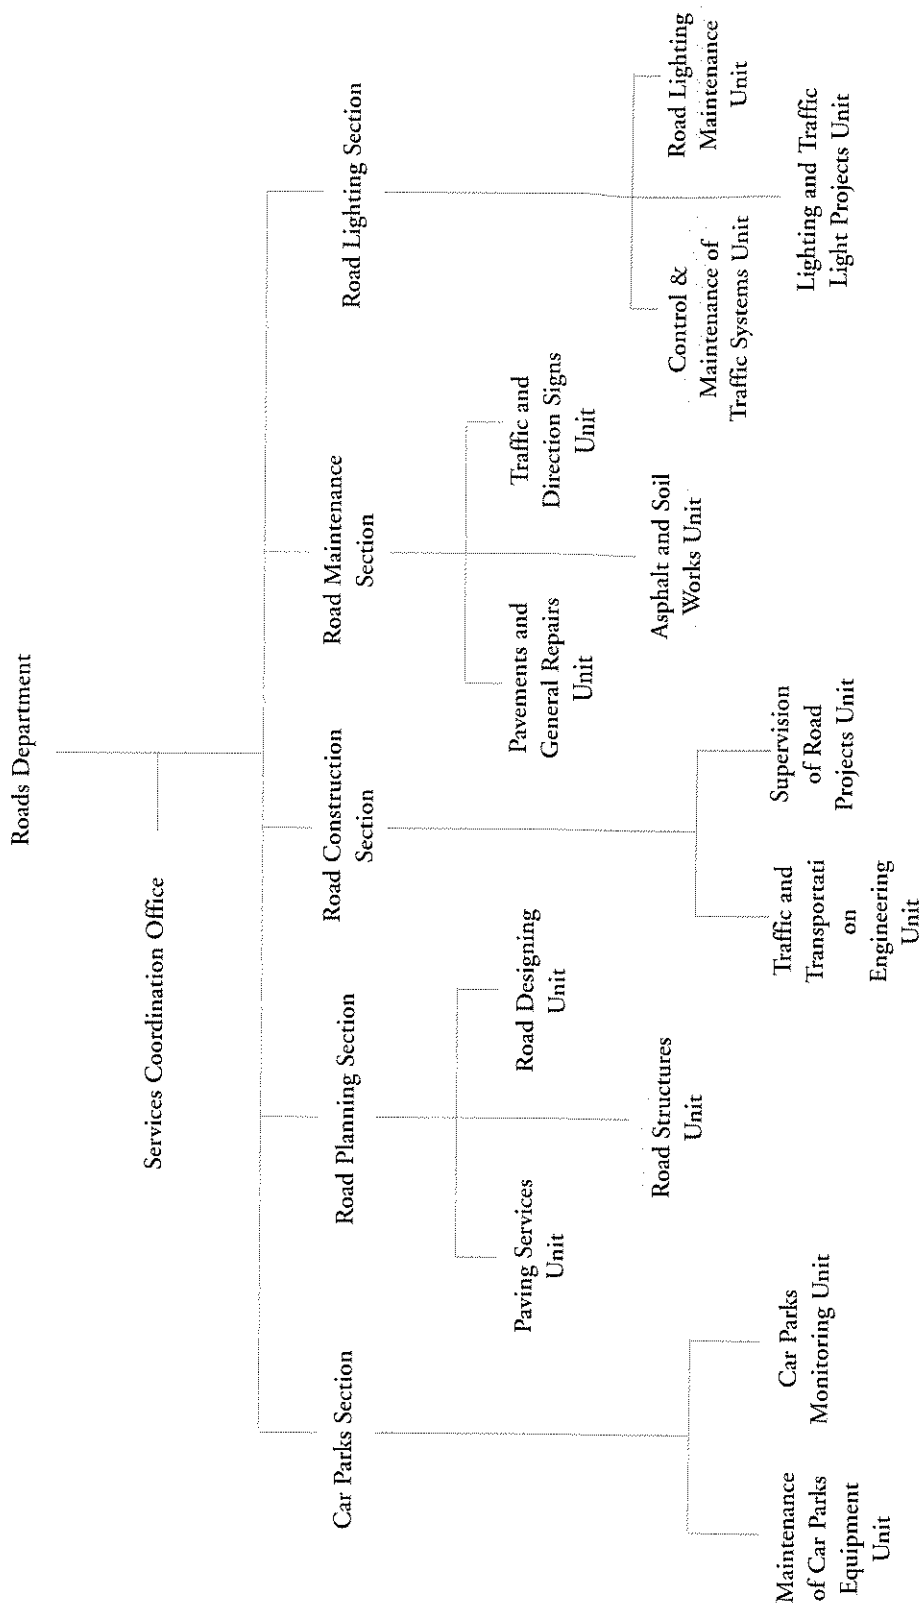 Roads Department
Services Coordination Office
Car Parks Section
Road Planning Section
Road Construction
Section
Road Maintenance
Section
Road Lighting Section
Maintenance
of Car Parks
Equipment
Unit
Car Parks
Monitoring Unit
Paving Services
Unit
Road Structures
Unit
Road Designing
Unit
Traffic and
Transportati
on
Engineering
Unit
Supervision
of Road
Projects Unit
Pavements and
General Repairs
Unit
Asphalt and Soil
Works Unit
Traffic and
Direction Signs
Unit
Control &
Maintenance of
Traffic Systems Unit
Lighting and Traffic
Light Projects Unit
Road Lighting
Maintenance
Unit